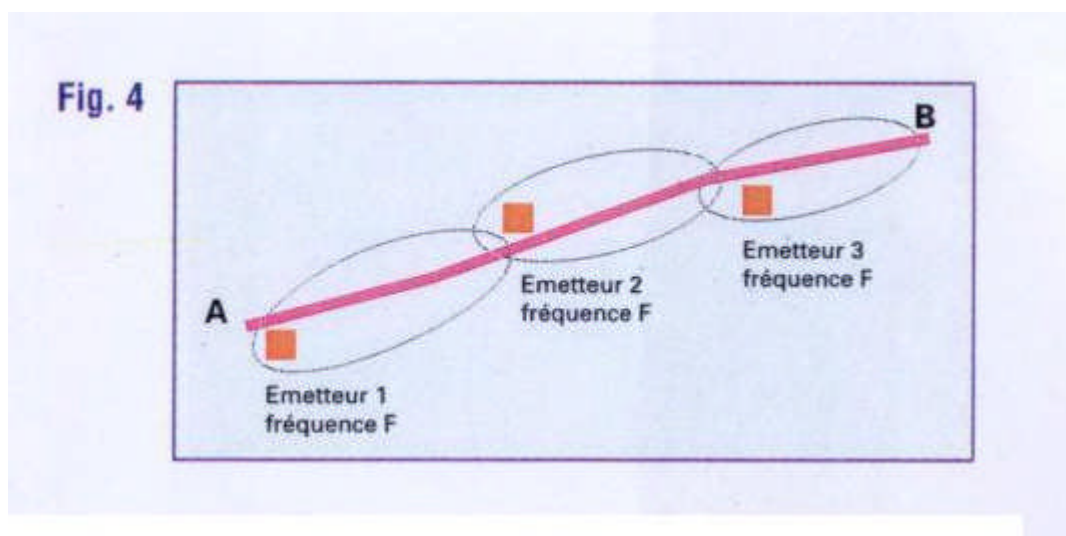 Fig. 4
B
A
Emetteur 3
fréquence F
Emetteur 2
fréquence F
Emetteur 1
fréquence F